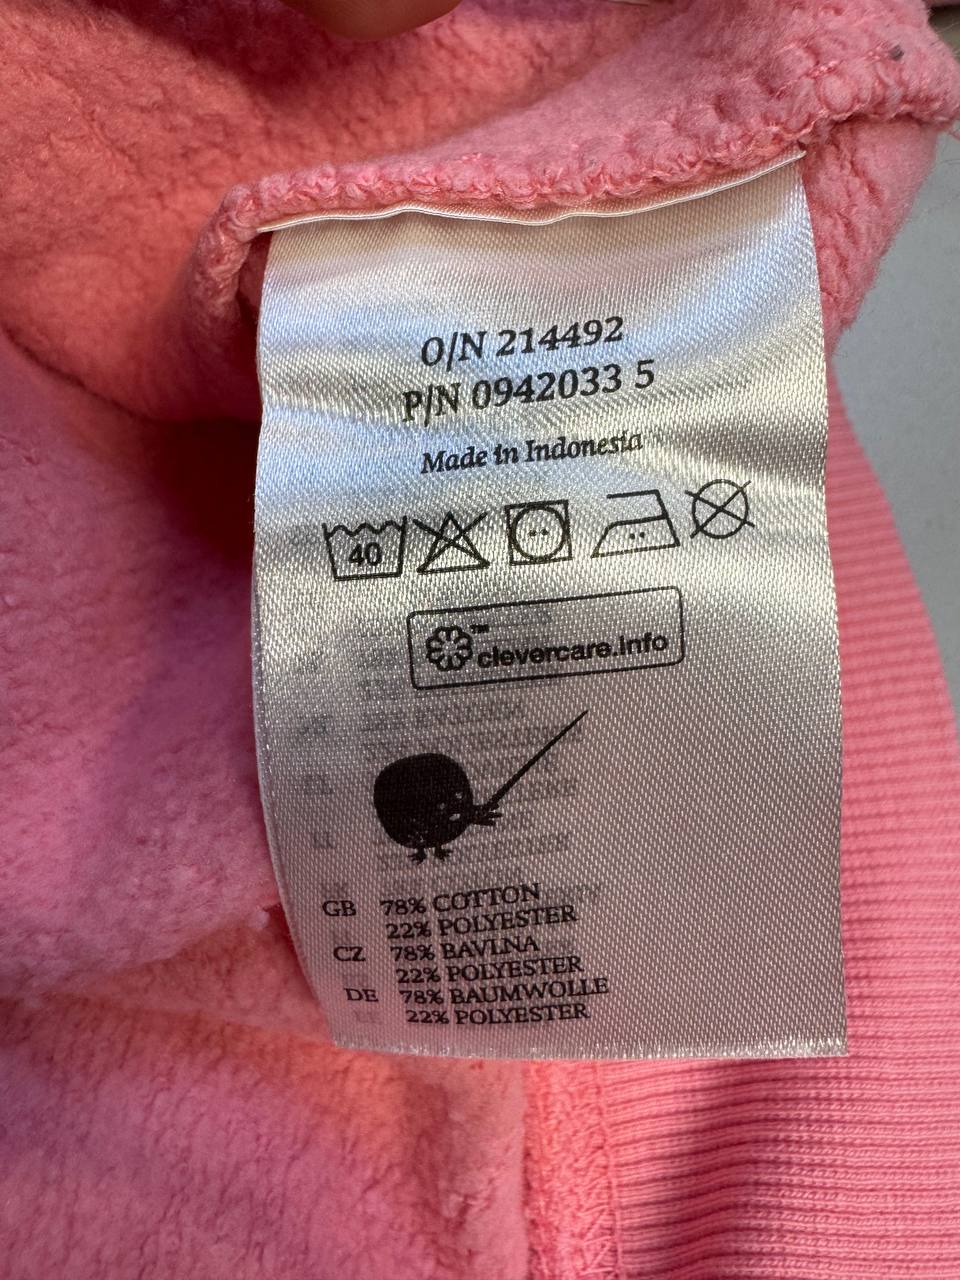 O/N 214492
P/N 0942033 5
Made in Indonesia
40
clevercare.info™
GB 78% COTTON
22% POLYESTER
CZ 78% BAVLNA
22% POLYESTER
DE 78% BAUMWOLLE
22% POLYESTER